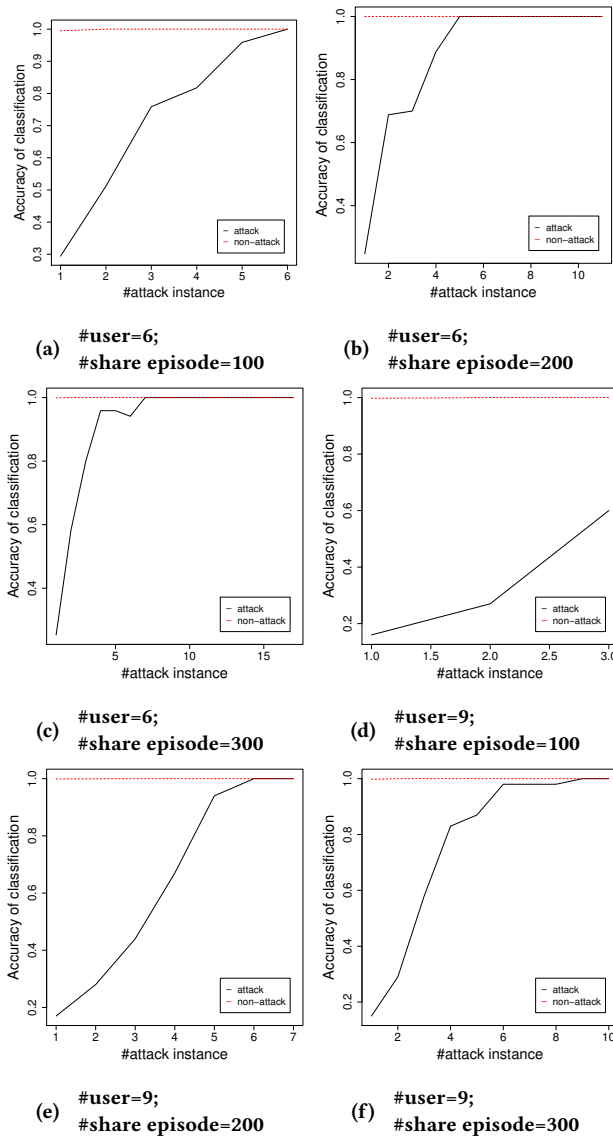 Accuracy of classification
0.3 0.4 0.5 0.6 0.7 0.8 0.9 1.0
1 2 3 4 5 6
#attack instance
attack
non−attack
(a) #user=6;
#share episode=100
Accuracy of classification
0.4 0.6 0.8 1.0
2 4 6 8 10
#attack instance
attack
non−attack
(b) #user=6;
#share episode=200
Accuracy of classification
0.4 0.6 0.8 1.0
5 10 15
#attack instance
attack
non−attack
(c) #user=6;
#share episode=300
Accuracy of classification
0.2 0.4 0.6 0.8 1.0
1.0 1.5 2.0 2.5 3.0
#attack instance
attack
non−attack
(d) #user=9;
#share episode=100
Accuracy of classification
0.2 0.4 0.6 0.8 1.0
1 2 3 4 5 6 7
#attack instance
attack
non−attack
(e) #user=9;
#share episode=200
Accuracy of classification
0.2 0.4 0.6 0.8 1.0
2 4 6 8 10
#attack instance
attack
non−attack
(f) #user=9;
#share episode=300